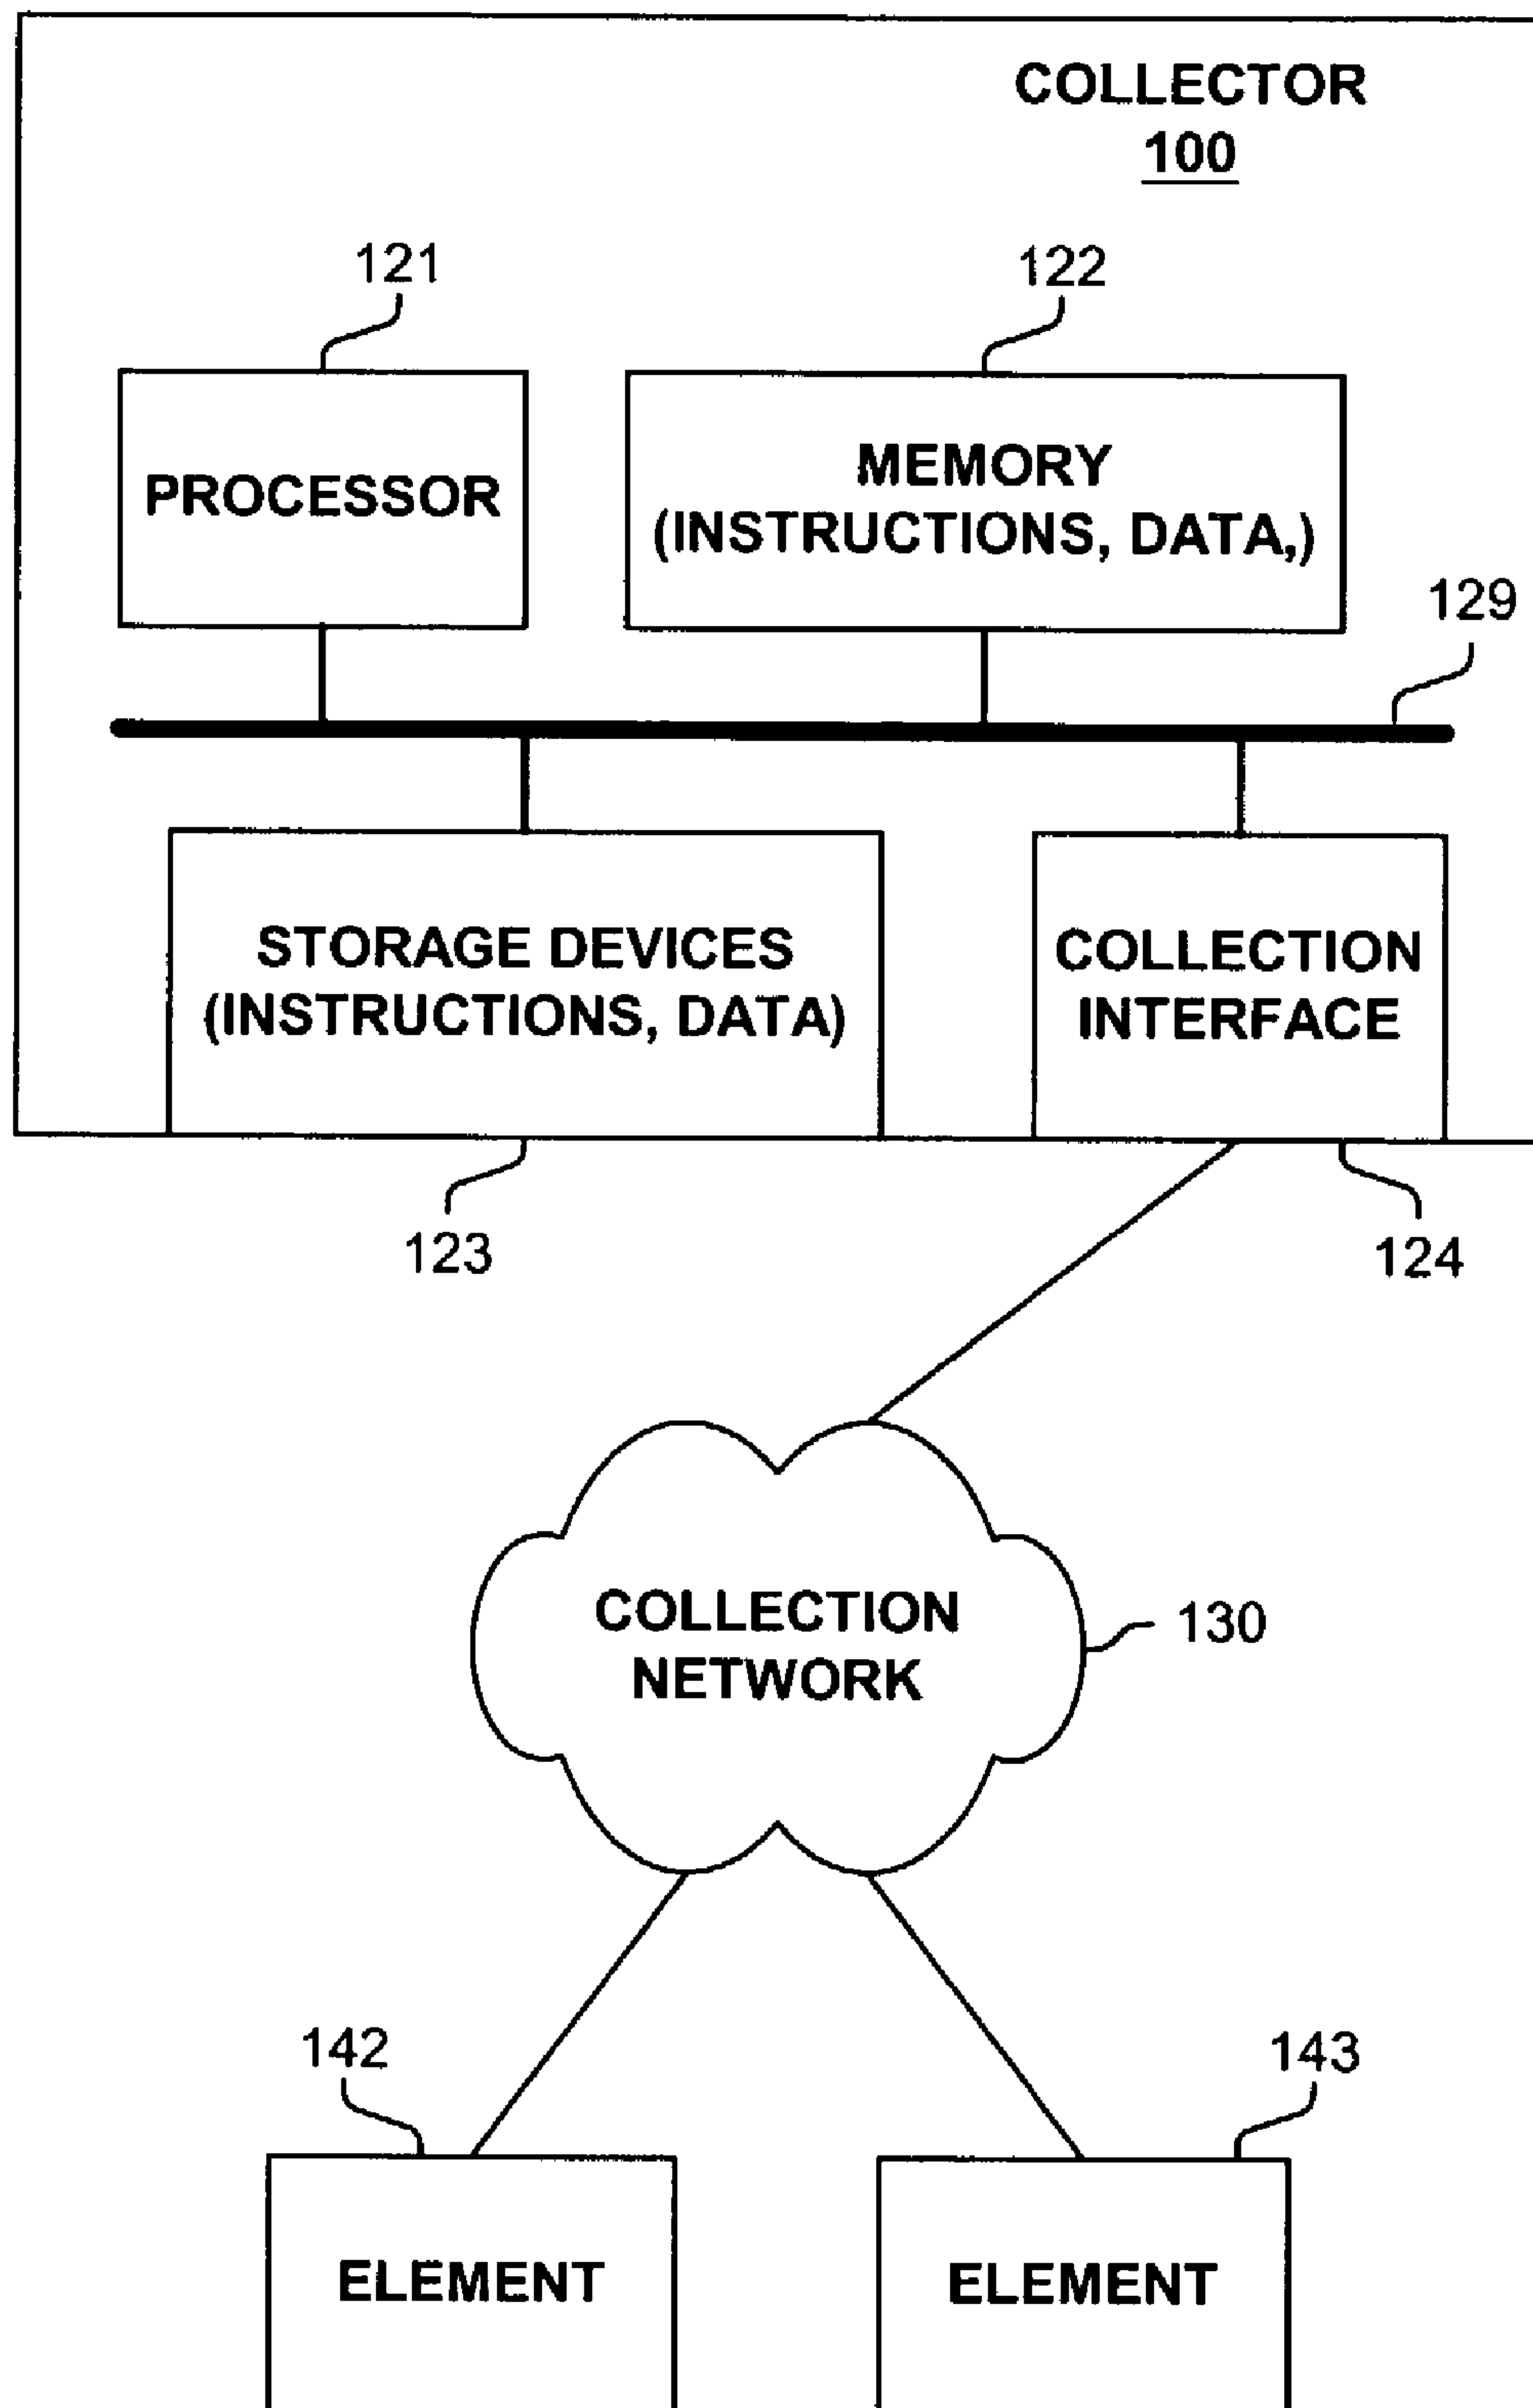 COLLECTOR
100
121
122
PROCESSOR
MEMORY
(INSTRUCTIONS, DATA,)
129
STORAGE DEVICES
(INSTRUCTIONS, DATA)
COLLECTION
INTERFACE
123
124
COLLECTION
NETWORK
130
142
143
ELEMENT
ELEMENT